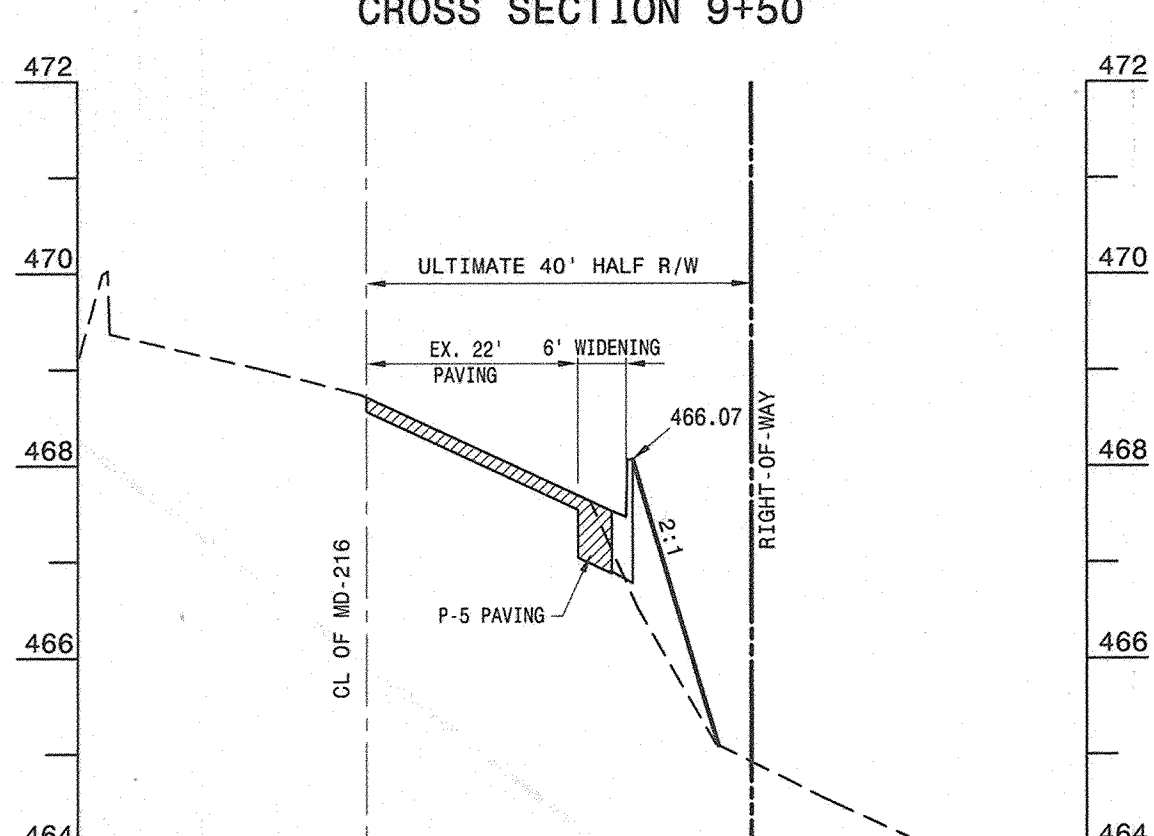 CROSS SECTION 9+50
472
472
470
470
ULTIMATE 40' HALF R/W
EX. 22'
PAVING
6' WIDENING
466.07
468
468
RIGHT-OF-WAY
2:1
CL OF MD-216
P-5 PAVING
466
466
464
464